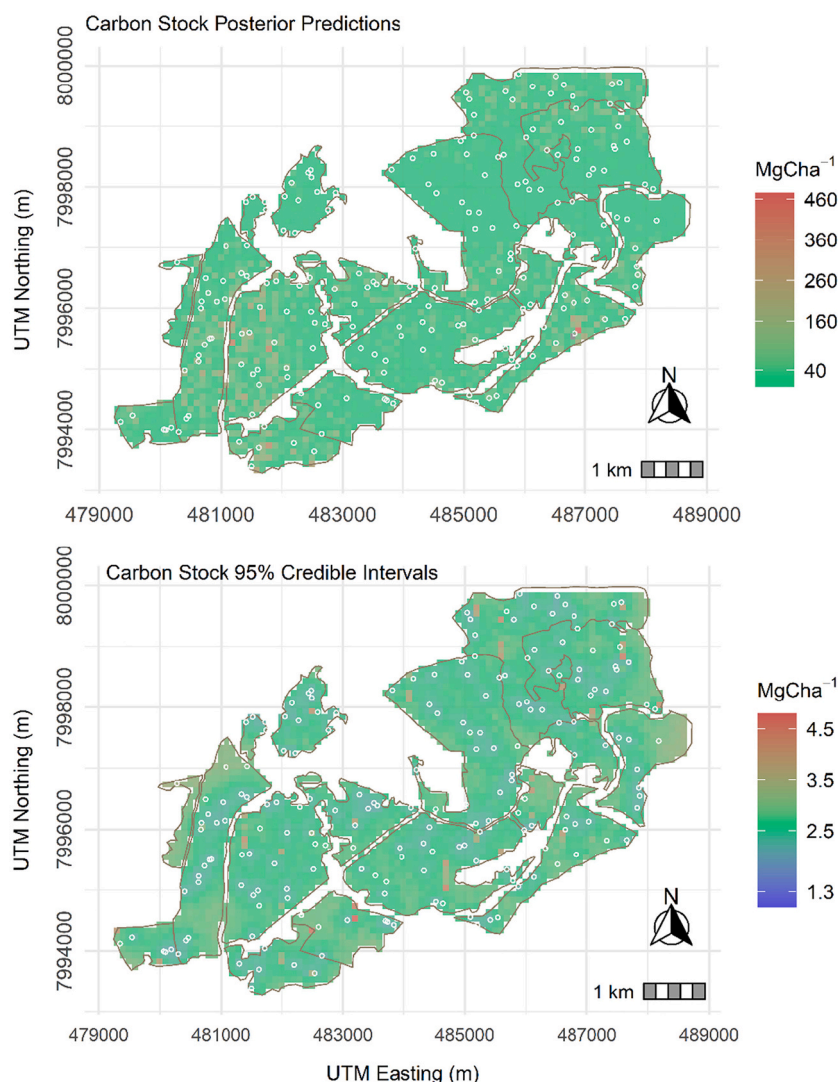 Carbon Stock Posterior Predictions
8000000
7998000
7996000
7994000
UTM Northing (m)
MgCha⁻¹
460
360
260
160
40
N
1 km
479000 481000 483000 485000 487000 489000
Carbon Stock 95% Credible Intervals
8000000
7998000
7996000
7994000
UTM Northing (m)
MgCha⁻¹
4.5
3.5
2.5
1.3
N
1 km
479000 481000 483000 485000 487000 489000
UTM Easting (m)